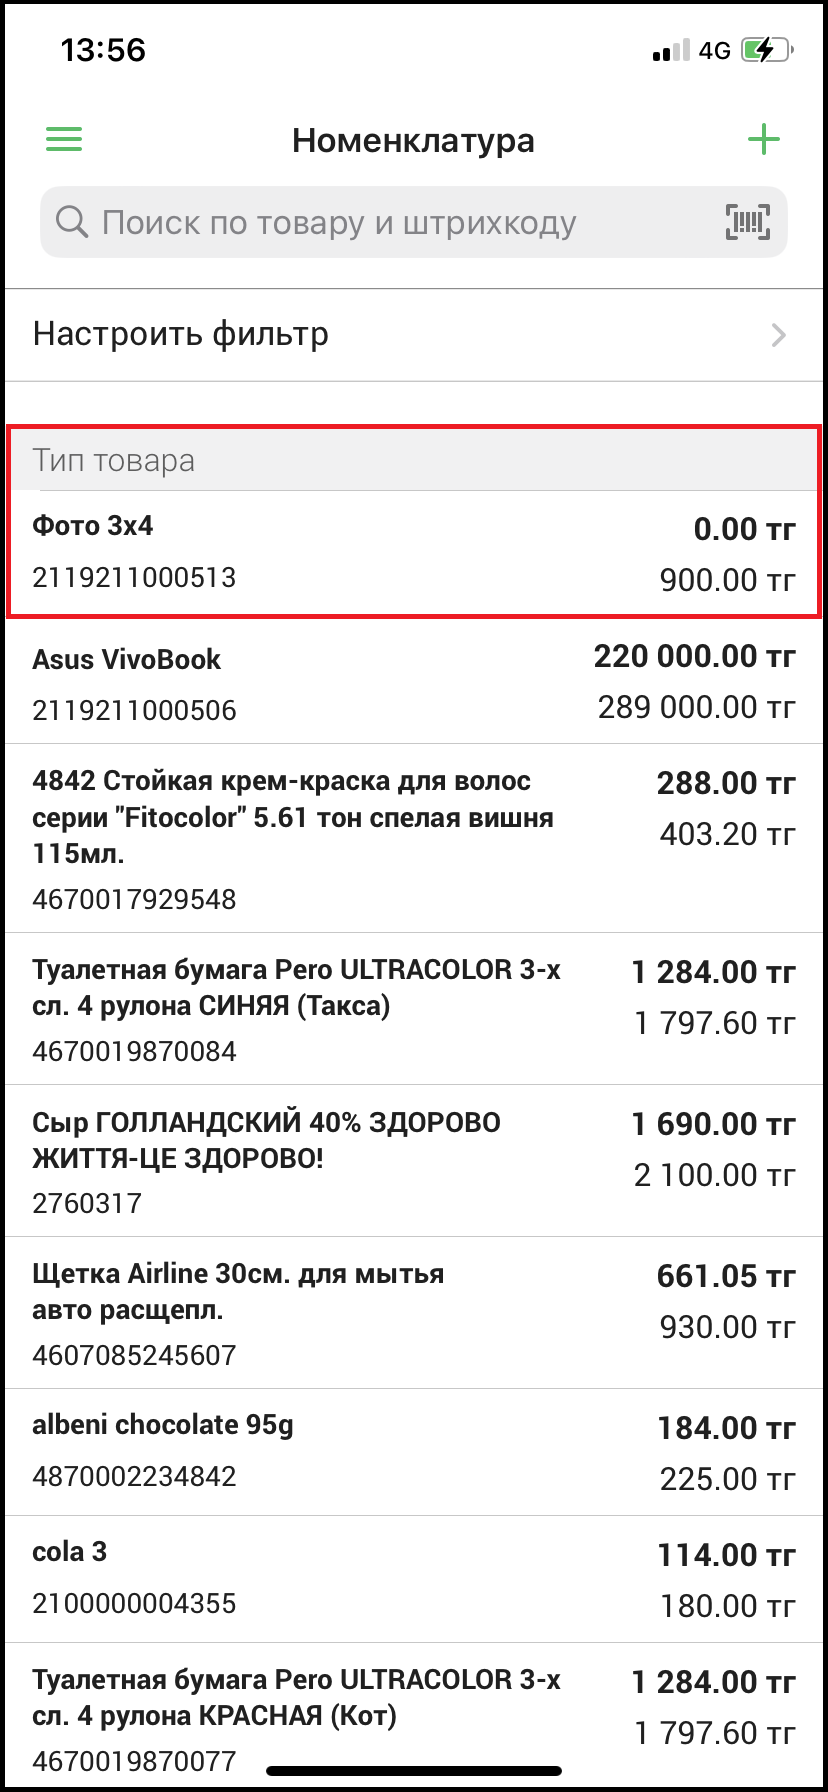 13:56
4G
Номенклатура
Поиск по товару и штрихкоду
Настроить фильтр
Тип товара
Фото 3х4
0.00 тг
2119211000513
900.00 тг
Asus VivoBook
220 000.00 тг
2119211000506
289 000.00 тг
4842 Стойкая крем-краска для волос
288.00 тг
серии "Fitocolor" 5.61 тон спелая вишня
403.20 тг
115мл.
4670017929548
Туалетная бумага Pero ULTRACOLOR 3-х
1 284.00 тг
сл. 4 рулона СИНЯЯ (Такса)
1 797.60 тг
4670019870084
Сыр ГОЛЛАНДСКИЙ 40% ЗДОРОВО
1 690.00 тг
ЖИТТЯ-ЦЕ ЗДОРОВО!
2 100.00 тг
2760317
Щетка Airline 30см. для мытья
661.05 тг
авто расщепл.
930.00 тг
4607085245607
albeni chocolate 95g
184.00 тг
4870002234842
225.00 тг
cola 3
114.00 тг
2100000004355
180.00 тг
Туалетная бумага Pero ULTRACOLOR 3-х
1 284.00 тг
сл. 4 рулона КРАСНАЯ (Кот)
1 797.60 тг
4670019870077